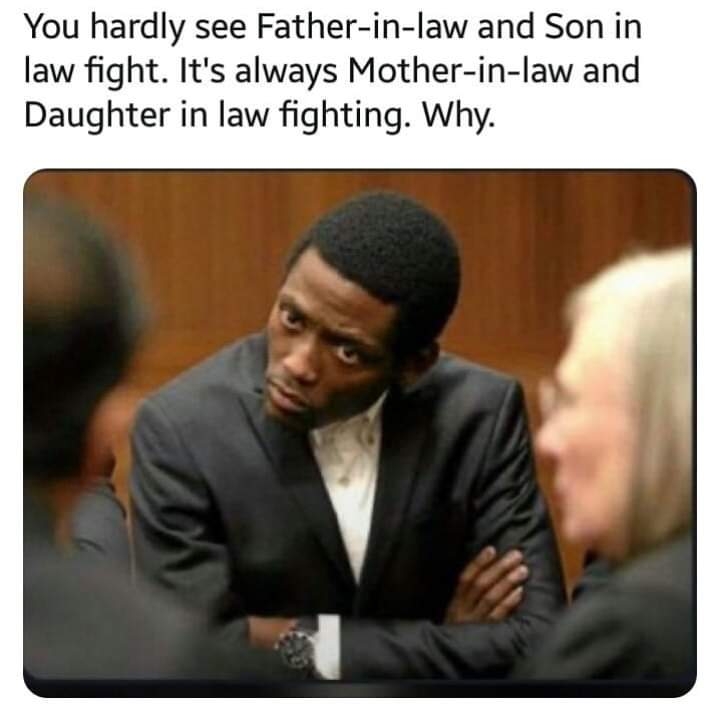 You hardly see Father-in-law and Son in
law fight. It's always Mother-in-law and
Daughter in law fighting. Why.